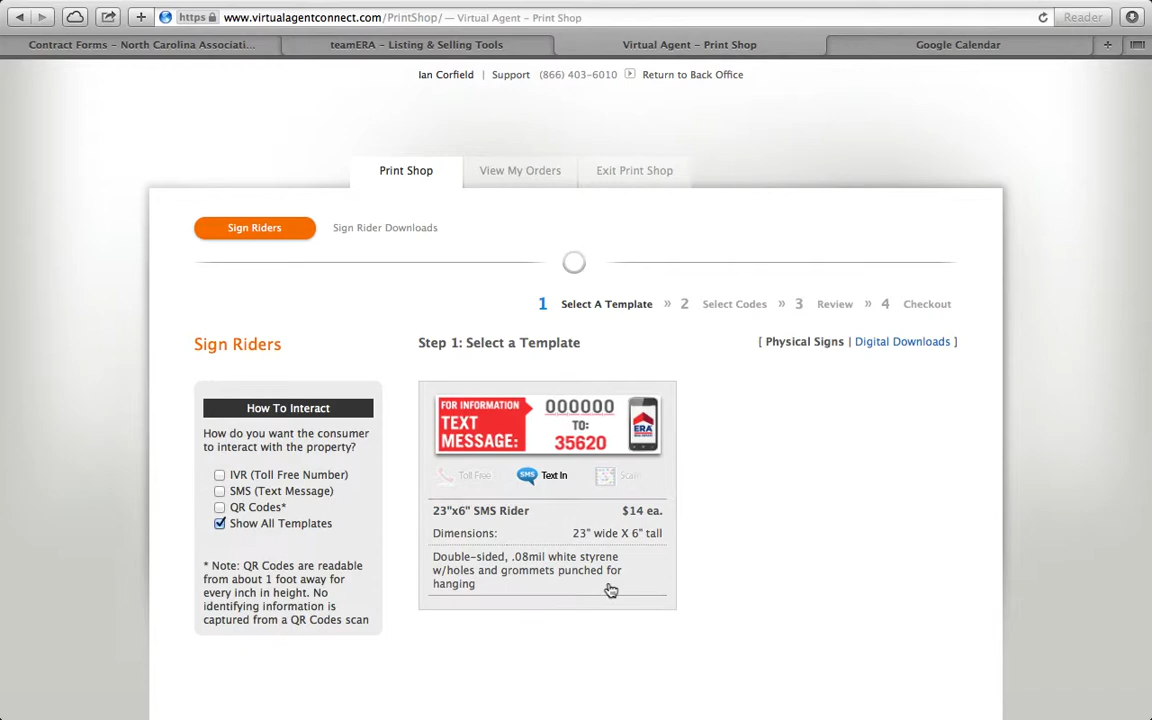 https www.virtualagentconnect.com/PrintShop/ — Virtual Agent – Print Shop Reader
Contract Forms – North Carolina Associati... teamERA – Listing & Selling Tools Virtual Agent – Print Shop Google Calendar
Ian Corfield | Support (866) 403-6010 Return to Back Office
Print Shop View My Orders Exit Print Shop
Sign Riders Sign Rider Downloads
1 Select A Template » 2 Select Codes » 3 Review » 4 Checkout
Sign Riders
Step 1: Select a Template
[ Physical Signs | Digital Downloads ]
How To Interact
How do you want the consumer
to interact with the property?
IVR (Toll Free Number)
SMS (Text Message)
QR Codes*
Show All Templates
* Note: QR Codes are readable
from about 1 foot away for
every inch in height. No
identifying information is
captured from a QR Codes scan
FOR INFORMATION
TEXT
MESSAGE:
000000
TO:
35620
ERA
Toll Free SMS Text In Scan
23"x6" SMS Rider $14 ea.
Dimensions: 23" wide X 6" tall
Double-sided, .08mil white styrene
w/holes and grommets punched for
hanging